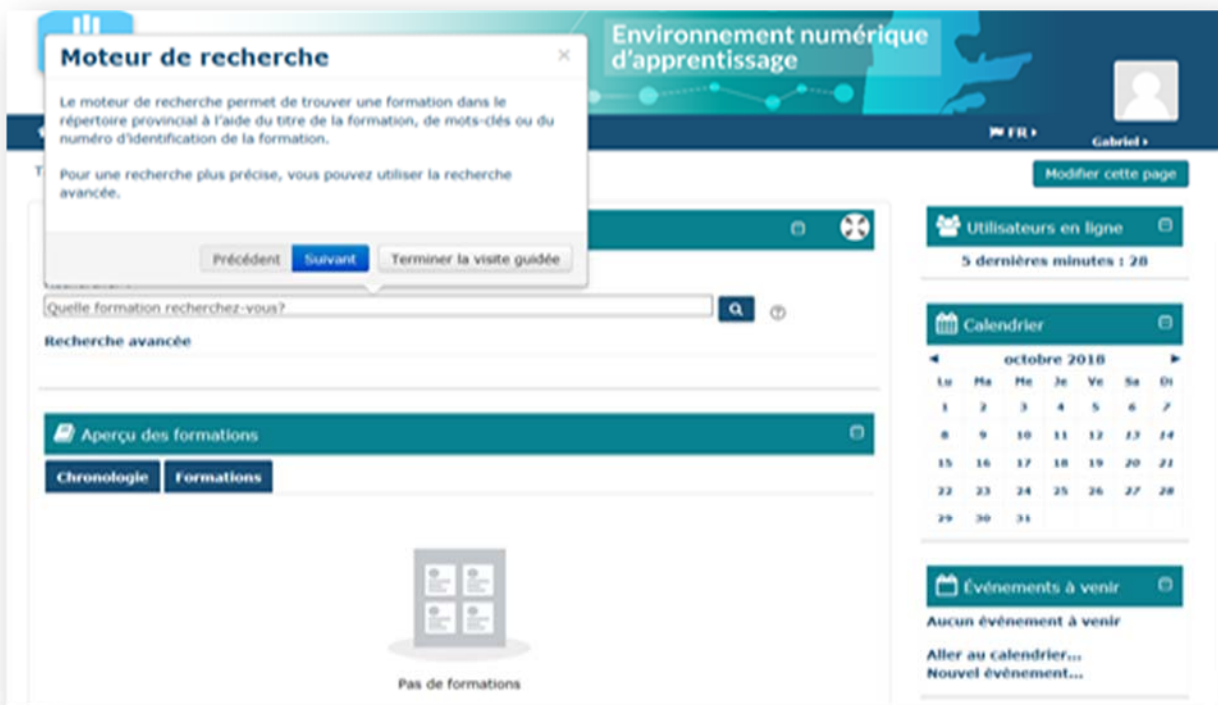 Environnement numérique
d'apprentissage
Moteur de recherche
Le moteur de recherche permet de trouver une formation dans le
répertoire provincial à l'aide du titre de la formation, de mots-clés ou du
numéro d'identification de la formation.
Pour une recherche plus précise, vous pouvez utiliser la recherche
avancée.
Précédent Suivant Terminer la visite guidée
FR
Gabriel
Modifier cette page
Quelle formation recherchez-vous?
Recherche avancée
Aperçu des formations
Chronologie Formations
Pas de formations
Utilisateurs en ligne
5 dernières minutes : 28
Calendrier
octobre 2018
Lu Ma Me Je Ve Sa Di
1 2 3 4 5 6 7
8 9 10 11 12 13 14
15 16 17 18 19 20 21
22 23 24 25 26 27 28
29 30 31
Événements à venir
Aucun événement à venir
Aller au calendrier...
Nouvel événement...